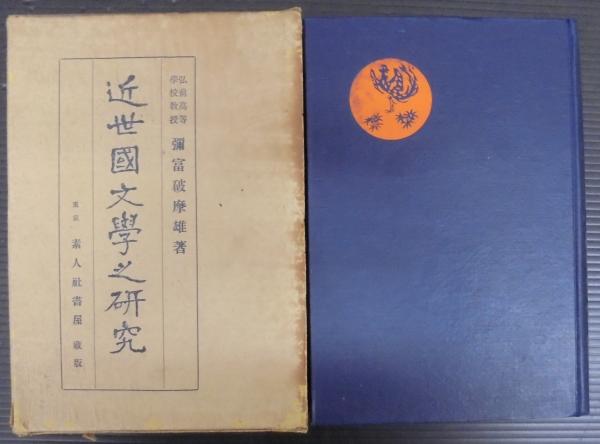 弘前高等
學校教授
彌富破摩雄著
近世國文學之研究
東京
素人社書屋 藏版